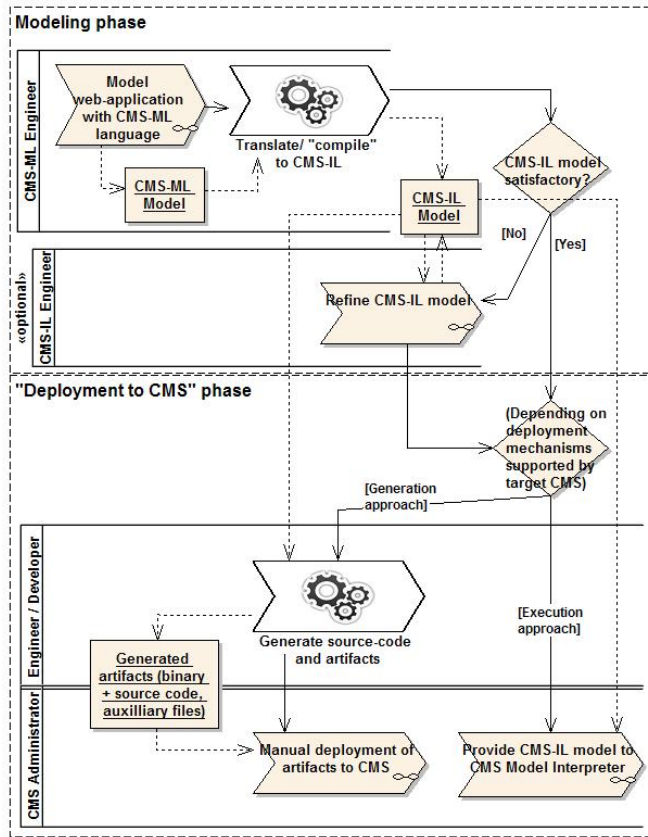 Modeling phase
CMS-ML Engineer
Model
web-application
with CMS-ML
language
Translate/ "compile"
to CMS-IL
CMS-ML
Model
CMS-IL
Model
CMS-IL model
satisfactory?
[No]
[Yes]
«optional»
CMS-IL Engineer
Refine CMS-IL model
"Deployment to CMS" phase
(Depending on
deployment
mechanisms
supported by
target CMS)
[Generation
approach]
[Execution
approach]
Engineer / Developer
Generate source-code
and artifacts
Generated
artifacts (binary
+ source code,
auxilliary files)
CMS Administrator
Manual deployment of
artifacts to CMS
Provide CMS-IL model to
CMS Model Interpreter